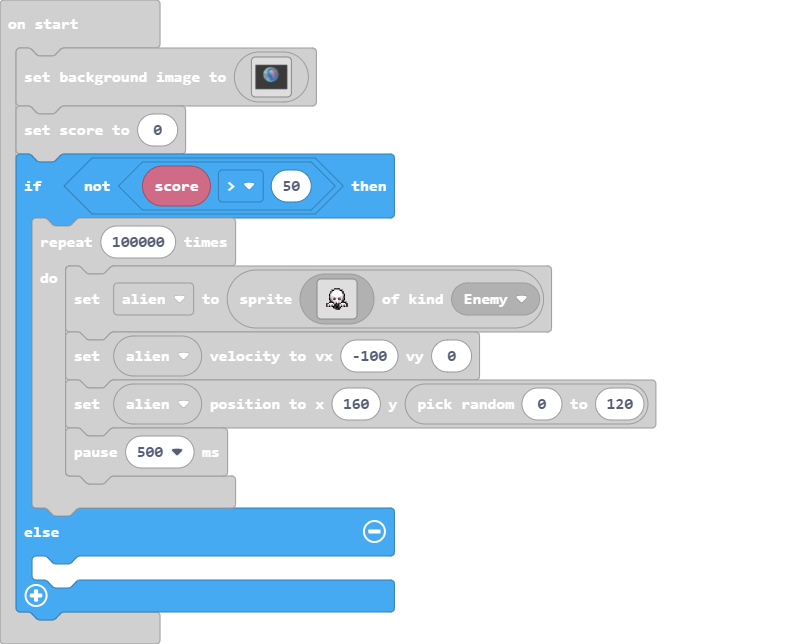 on start
set background image to
set score to 0
if not score > 50 then
repeat 100000 times
do
set alien to sprite of kind Enemy
set alien velocity to vx -100 vy 0
set alien position to x 160 y pick random 0 to 120
pause 500 ms
else